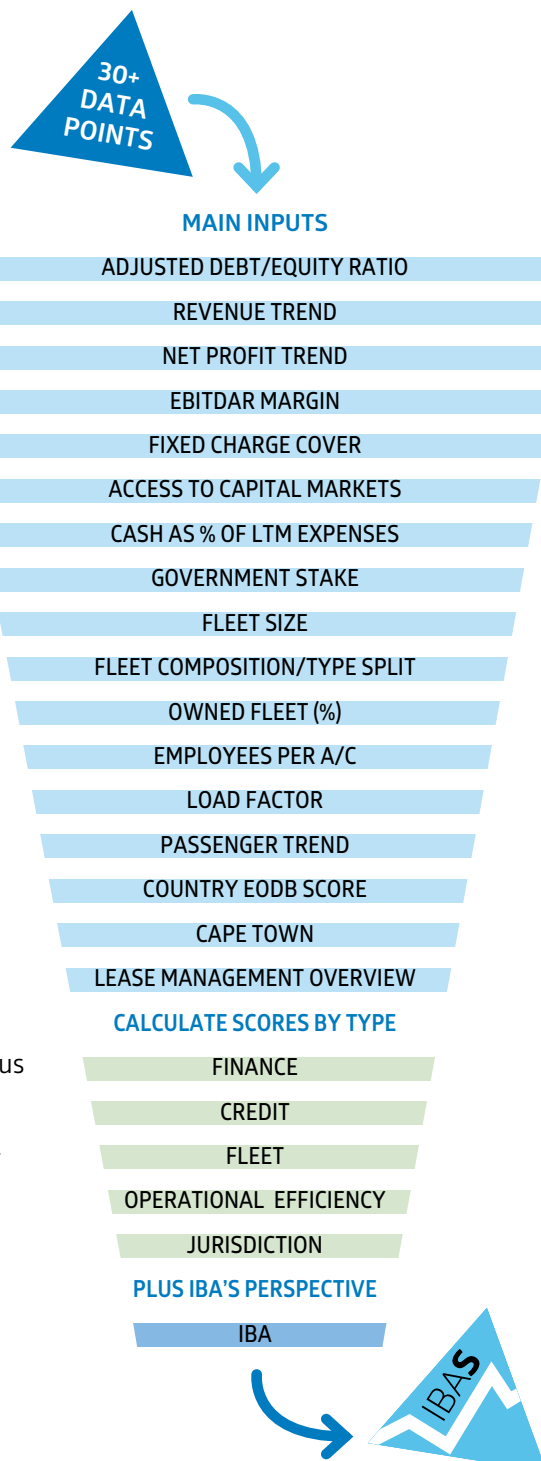 30+
DATA
POINTS
MAIN INPUTS
ADJUSTED DEBT/EQUITY RATIO
REVENUE TREND
NET PROFIT TREND
EBITDAR MARGIN
FIXED CHARGE COVER
ACCESS TO CAPITAL MARKETS
CASH AS % OF LTM EXPENSES
GOVERNMENT STAKE
FLEET SIZE
FLEET COMPOSITION/TYPE SPLIT
OWNED FLEET (%)
EMPLOYEES PER A/C
LOAD FACTOR
PASSENGER TREND
COUNTRY EODB SCORE
CAPE TOWN
LEASE MANAGEMENT OVERVIEW
CALCULATE SCORES BY TYPE
us
FINANCE
CREDIT
FLEET
OPERATIONAL EFFICIENCY
JURISDICTION
PLUS IBA'S PERSPECTIVE
IBA
IBAS